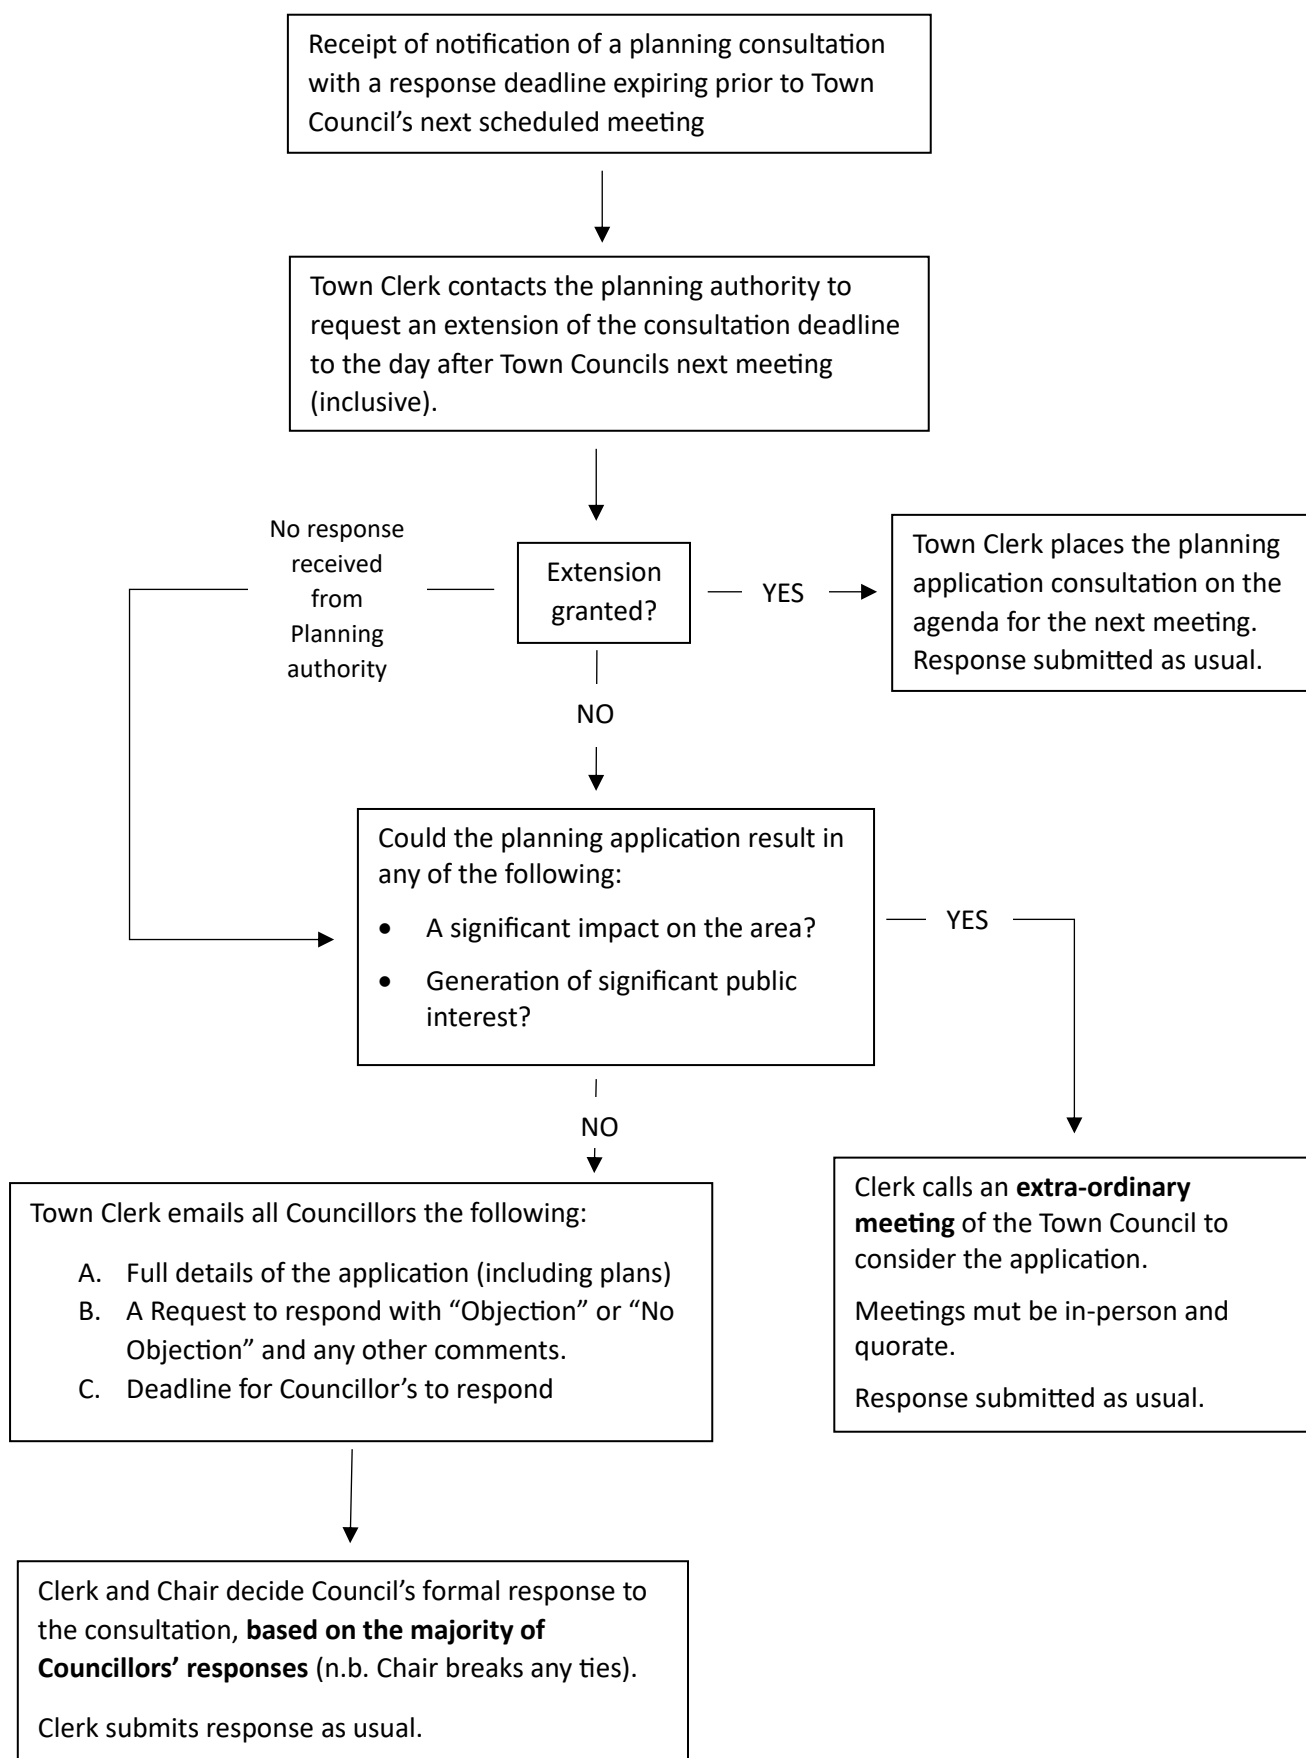 Receipt of notification of a planning consultation
with a response deadline expiring prior to Town
Council’s next scheduled meeting
Town Clerk contacts the planning authority to
request an extension of the consultation deadline
to the day after Town Councils next meeting
(inclusive).
No response
received
from
Planning
authority
Extension
granted?
YES
Town Clerk places the planning
application consultation on the
agenda for the next meeting.
Response submitted as usual.
NO
Could the planning application result in
any of the following:
• A significant impact on the area?
• Generation of significant public
interest?
YES
NO
Town Clerk emails all Councillors the following:
A. Full details of the application (including plans)
B. A Request to respond with “Objection” or “No
Objection” and any other comments.
C. Deadline for Councillor’s to respond
Clerk calls an extra-ordinary
meeting of the Town Council to
consider the application.
Meetings mut be in-person and
quorate.
Response submitted as usual.
Clerk and Chair decide Council’s formal response to
the consultation, based on the majority of
Councillors’ responses (n.b. Chair breaks any ties).
Clerk submits response as usual.